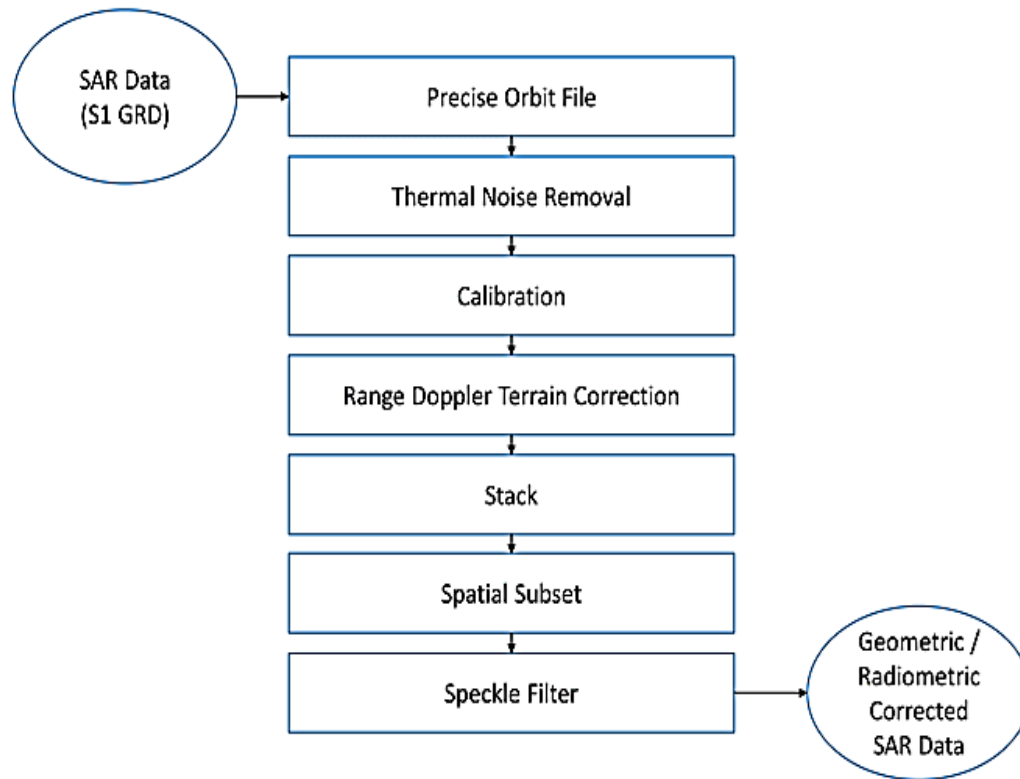 SAR Data
(S1 GRD)
Precise Orbit File
Thermal Noise Removal
Calibration
Range Doppler Terrain Correction
Stack
Spatial Subset
Speckle Filter
Geometric /
Radiometric
Corrected
SAR Data